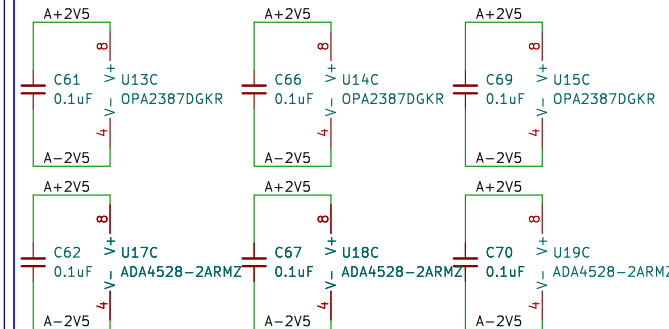 A+2V5 A+2V5 A+2V5
8 8 8
C61 V+ U13C C66 V+ U14C C69 V+ U15C
0.1uF V- OPA2387DGKR 0.1uF V- OPA2387DGKR 0.1uF V- OPA2387DGKR
4 4 4
A-2V5 A-2V5 A-2V5
A+2V5 A+2V5 A+2V5
8 8 8
C62 V+ U17C C67 V+ U18C C70 V+ U19C
0.1uF V- ADA4528-2ARMZ 0.1uF V- ADA4528-2ARMZ 0.1uF V- ADA4528-2ARMZ
4 4 4
A-2V5 A-2V5 A-2V5